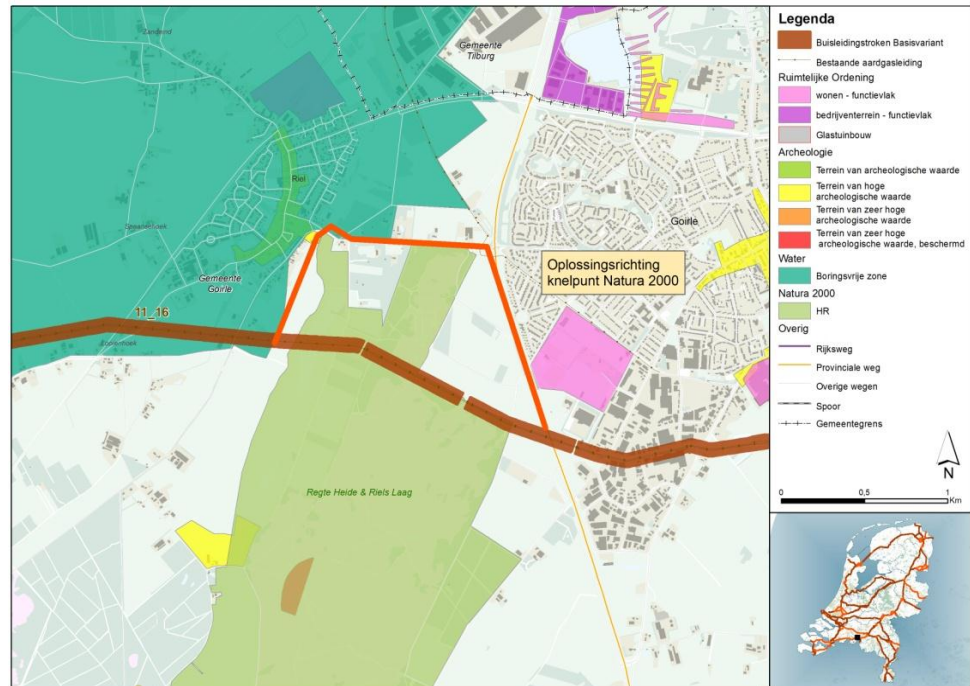 Zandeind
Gemeente
Tilburg
Riel
Goirle
Oplossingsrichting
knelpunt Natura 2000
Gemeente
Goirle
11_16
Regte Heide & Riels Laag
Legenda
Buisleidingstroken Basisvariant
Bestaande aardgasleiding
Ruimtelijke Ordening
wonen - functievlak
bedrijventerrein - functievlak
Glastuinbouw
Archeologie
Terrein van archeologische waarde
Terrein van hoge
archeologische waarde
Terrein van zeer hoge
archeologische waarde
Terrein van zeer hoge
archeologische waarde, beschermd
Water
Boringsvrije zone
Natura 2000
HR
Overig
Rijksweg
Provinciale weg
Overige wegen
Spoor
Gemeentegrens
N
0 0,5 1
Km